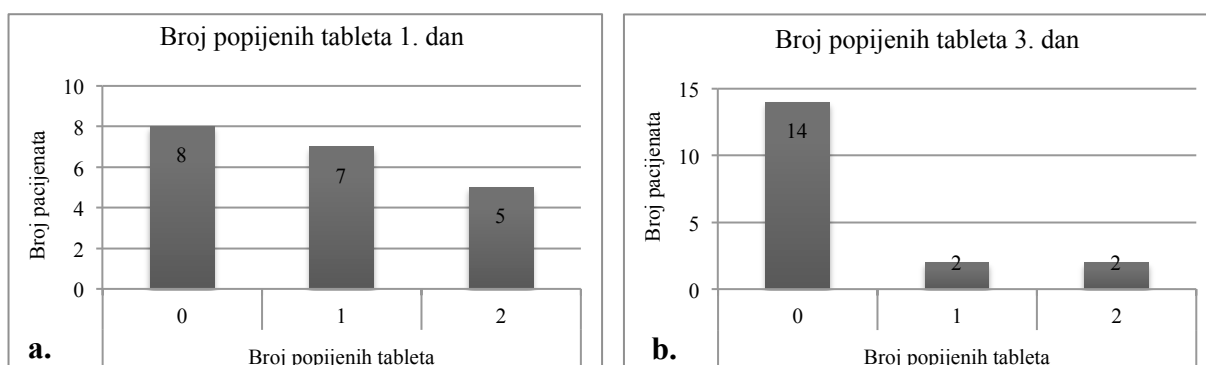 Broj popijenih tableta 1. dan
Broj pacijenata
10
8
6
4
2
0
8
7
5
0
1
2
Broj popijenih tableta
a.
Broj popijenih tableta 3. dan
Broj pacijenata
15
10
5
0
14
2
2
0
1
2
Broj popijenih tableta
b.